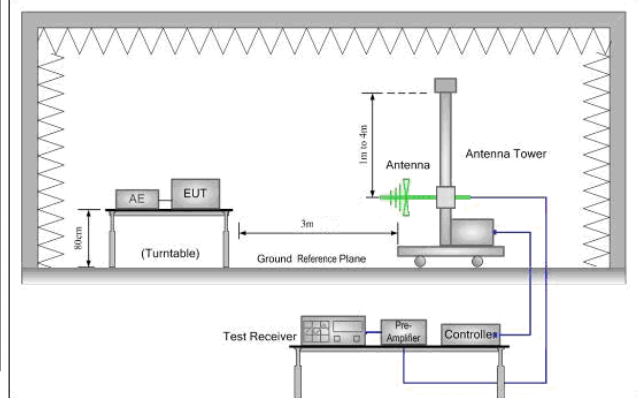 1m to 4m
Antenna
Antenna Tower
AE
EUT
80cm
(Turntable)
3m
Ground Reference Plane
Test Receiver
Pre-
Amplifier
Controller